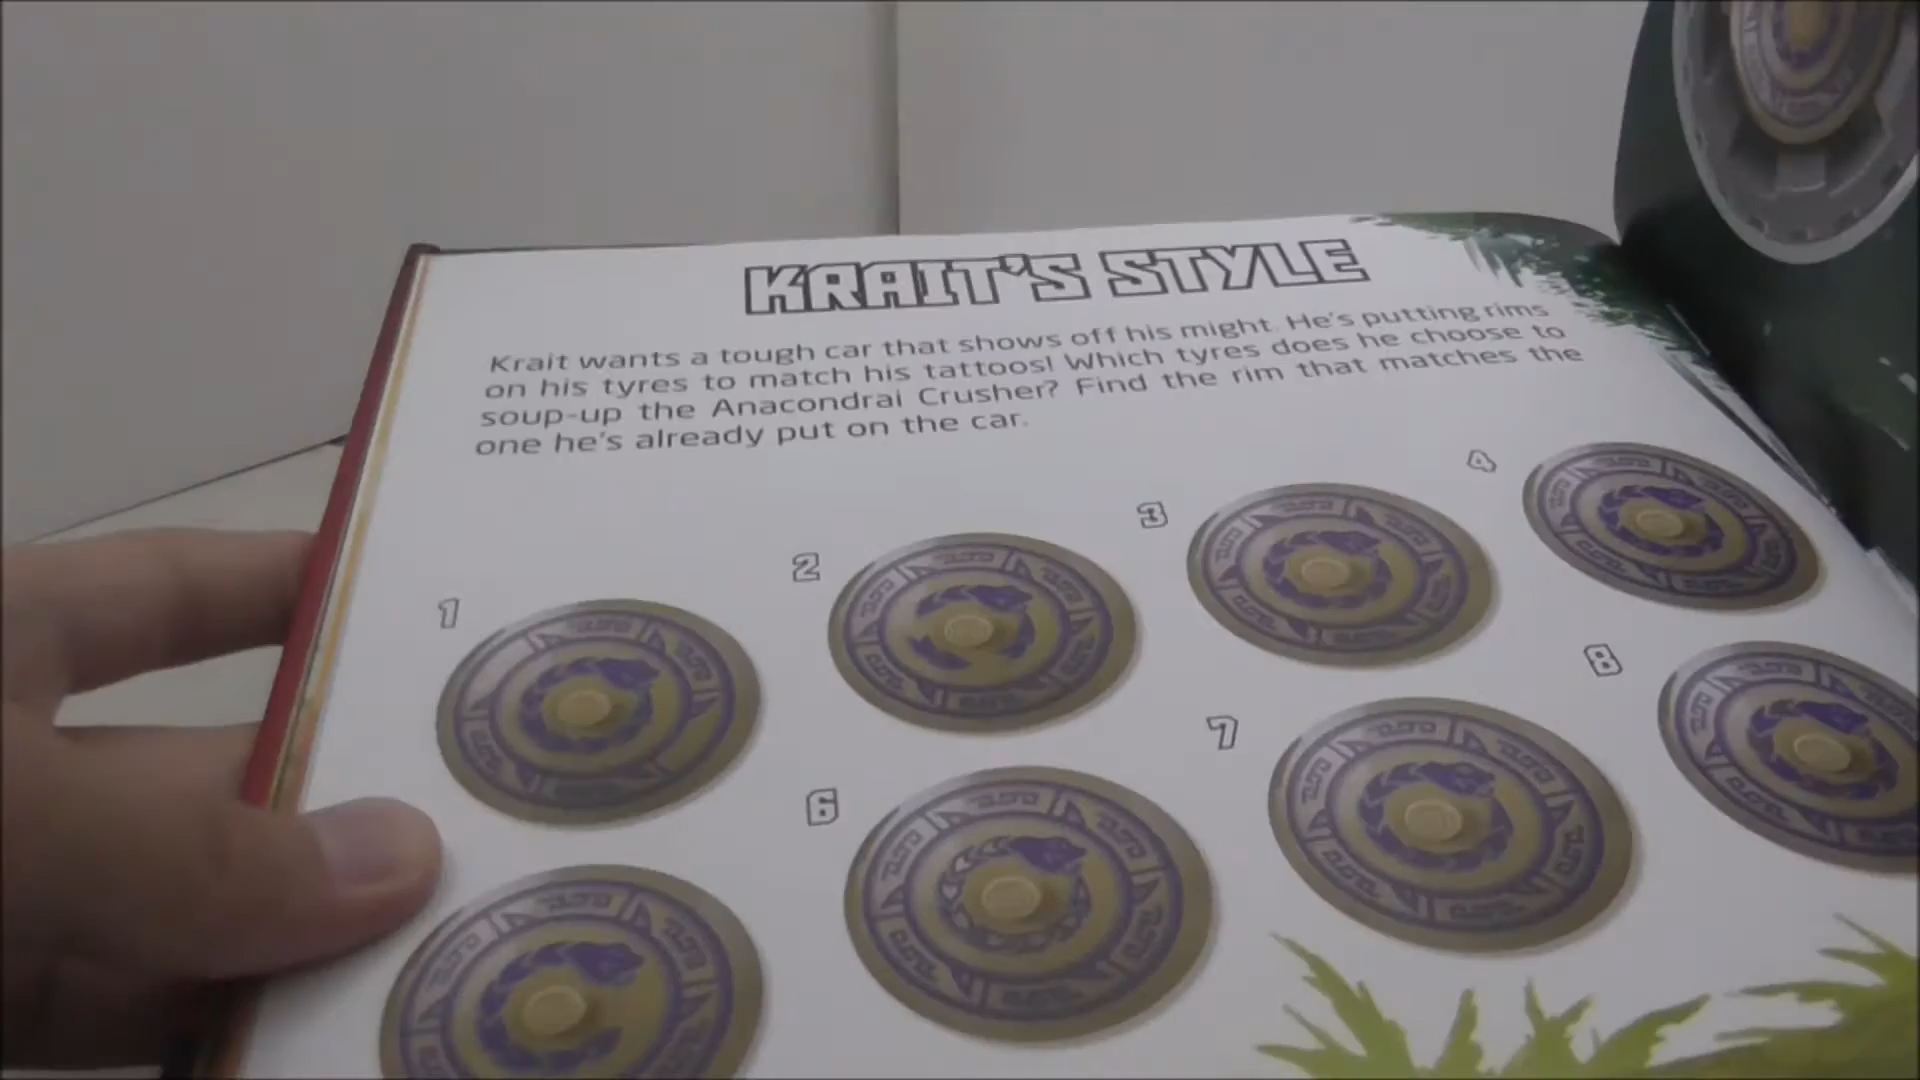 KRAIT'S STYLE
Krait wants a tough car that shows off his might. He's putting rims
on his tyres to match his tattoos! Which tyres does he choose to
soup-up the Anacondrai Crusher? Find the rim that matches the
one he's already put on the car.
1
2
3
4
6
7
8